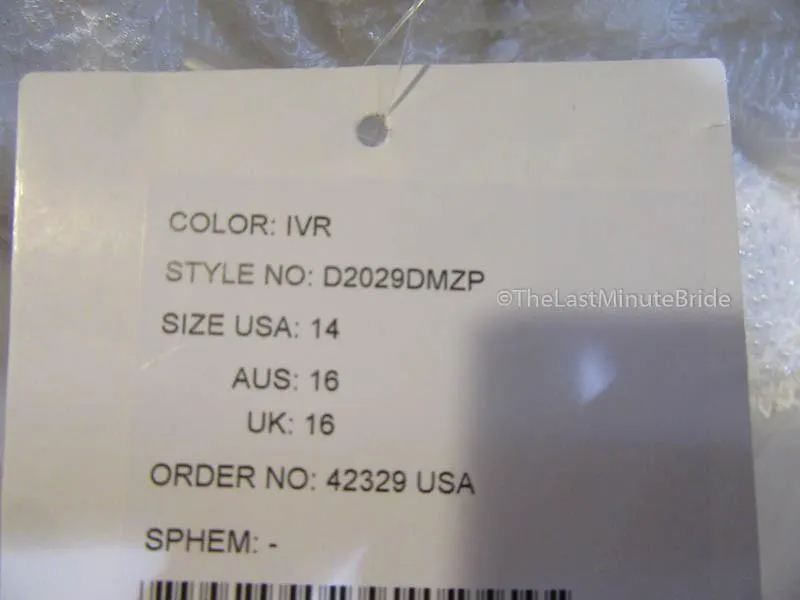 COLOR: IVR
STYLE NO: D2029DMZP
©TheLastMinuteBride
SIZE USA: 14
AUS: 16
UK: 16
ORDER NO: 42329 USA
SPHEM: -